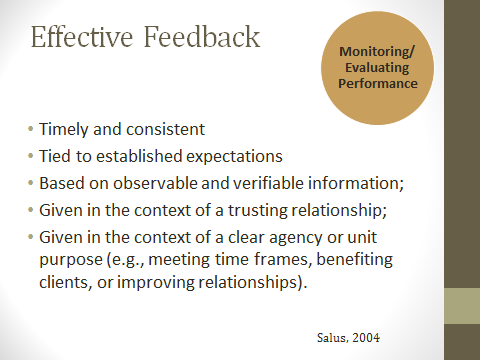 Effective Feedback
Monitoring/
Evaluating
Performance
• Timely and consistent
• Tied to established expectations
• Based on observable and verifiable information;
• Given in the context of a trusting relationship;
• Given in the context of a clear agency or unit
purpose (e.g., meeting time frames, benefiting
clients, or improving relationships).
Salus, 2004